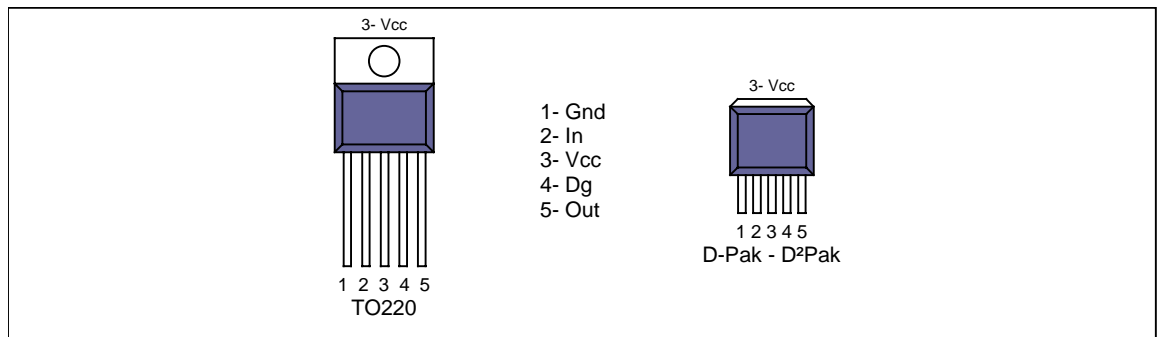 3- Vcc
1 2 3 4 5
TO220
1- Gnd
2- In
3- Vcc
4- Dg
5- Out
3- Vcc
1 2 3 4 5
D-Pak - D²Pak